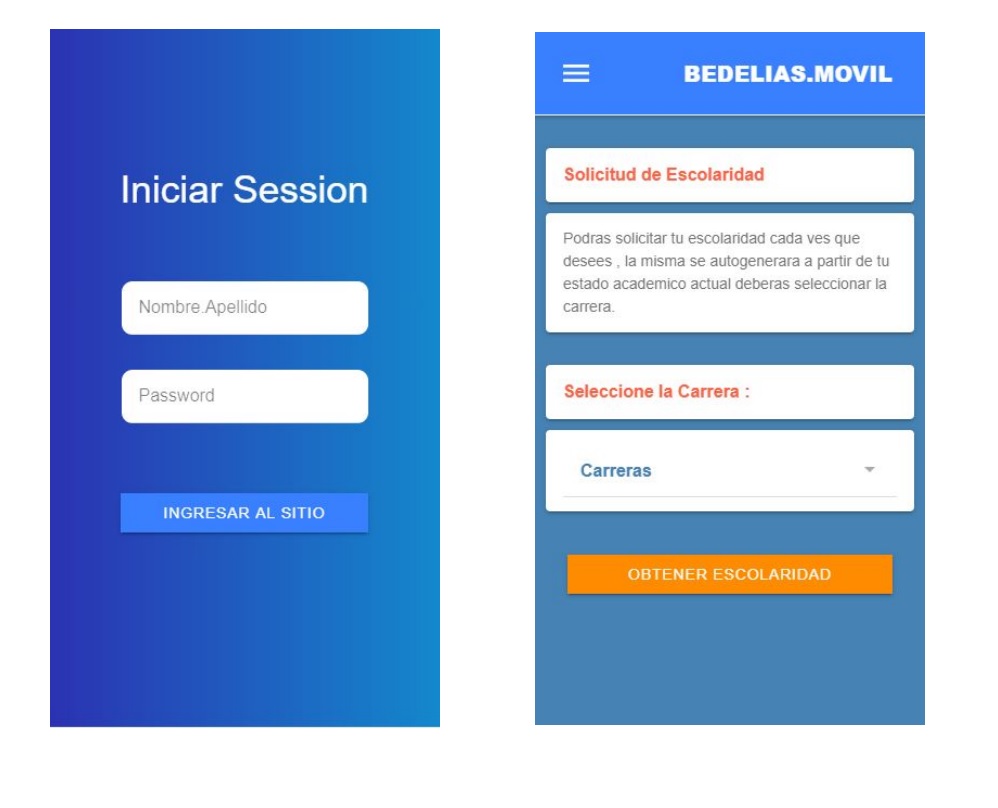 Iniciar Session
Nombre.Apellido
Password
INGRESAR AL SITIO
BEDELIAS.MOVIL
Solicitud de Escolaridad
Podras solicitar tu escolaridad cada ves que
desees , la misma se autogenerara a partir de tu
estado academico actual deberas seleccionar la
carrera.
Seleccione la Carrera :
Carreras
OBTENER ESCOLARIDAD